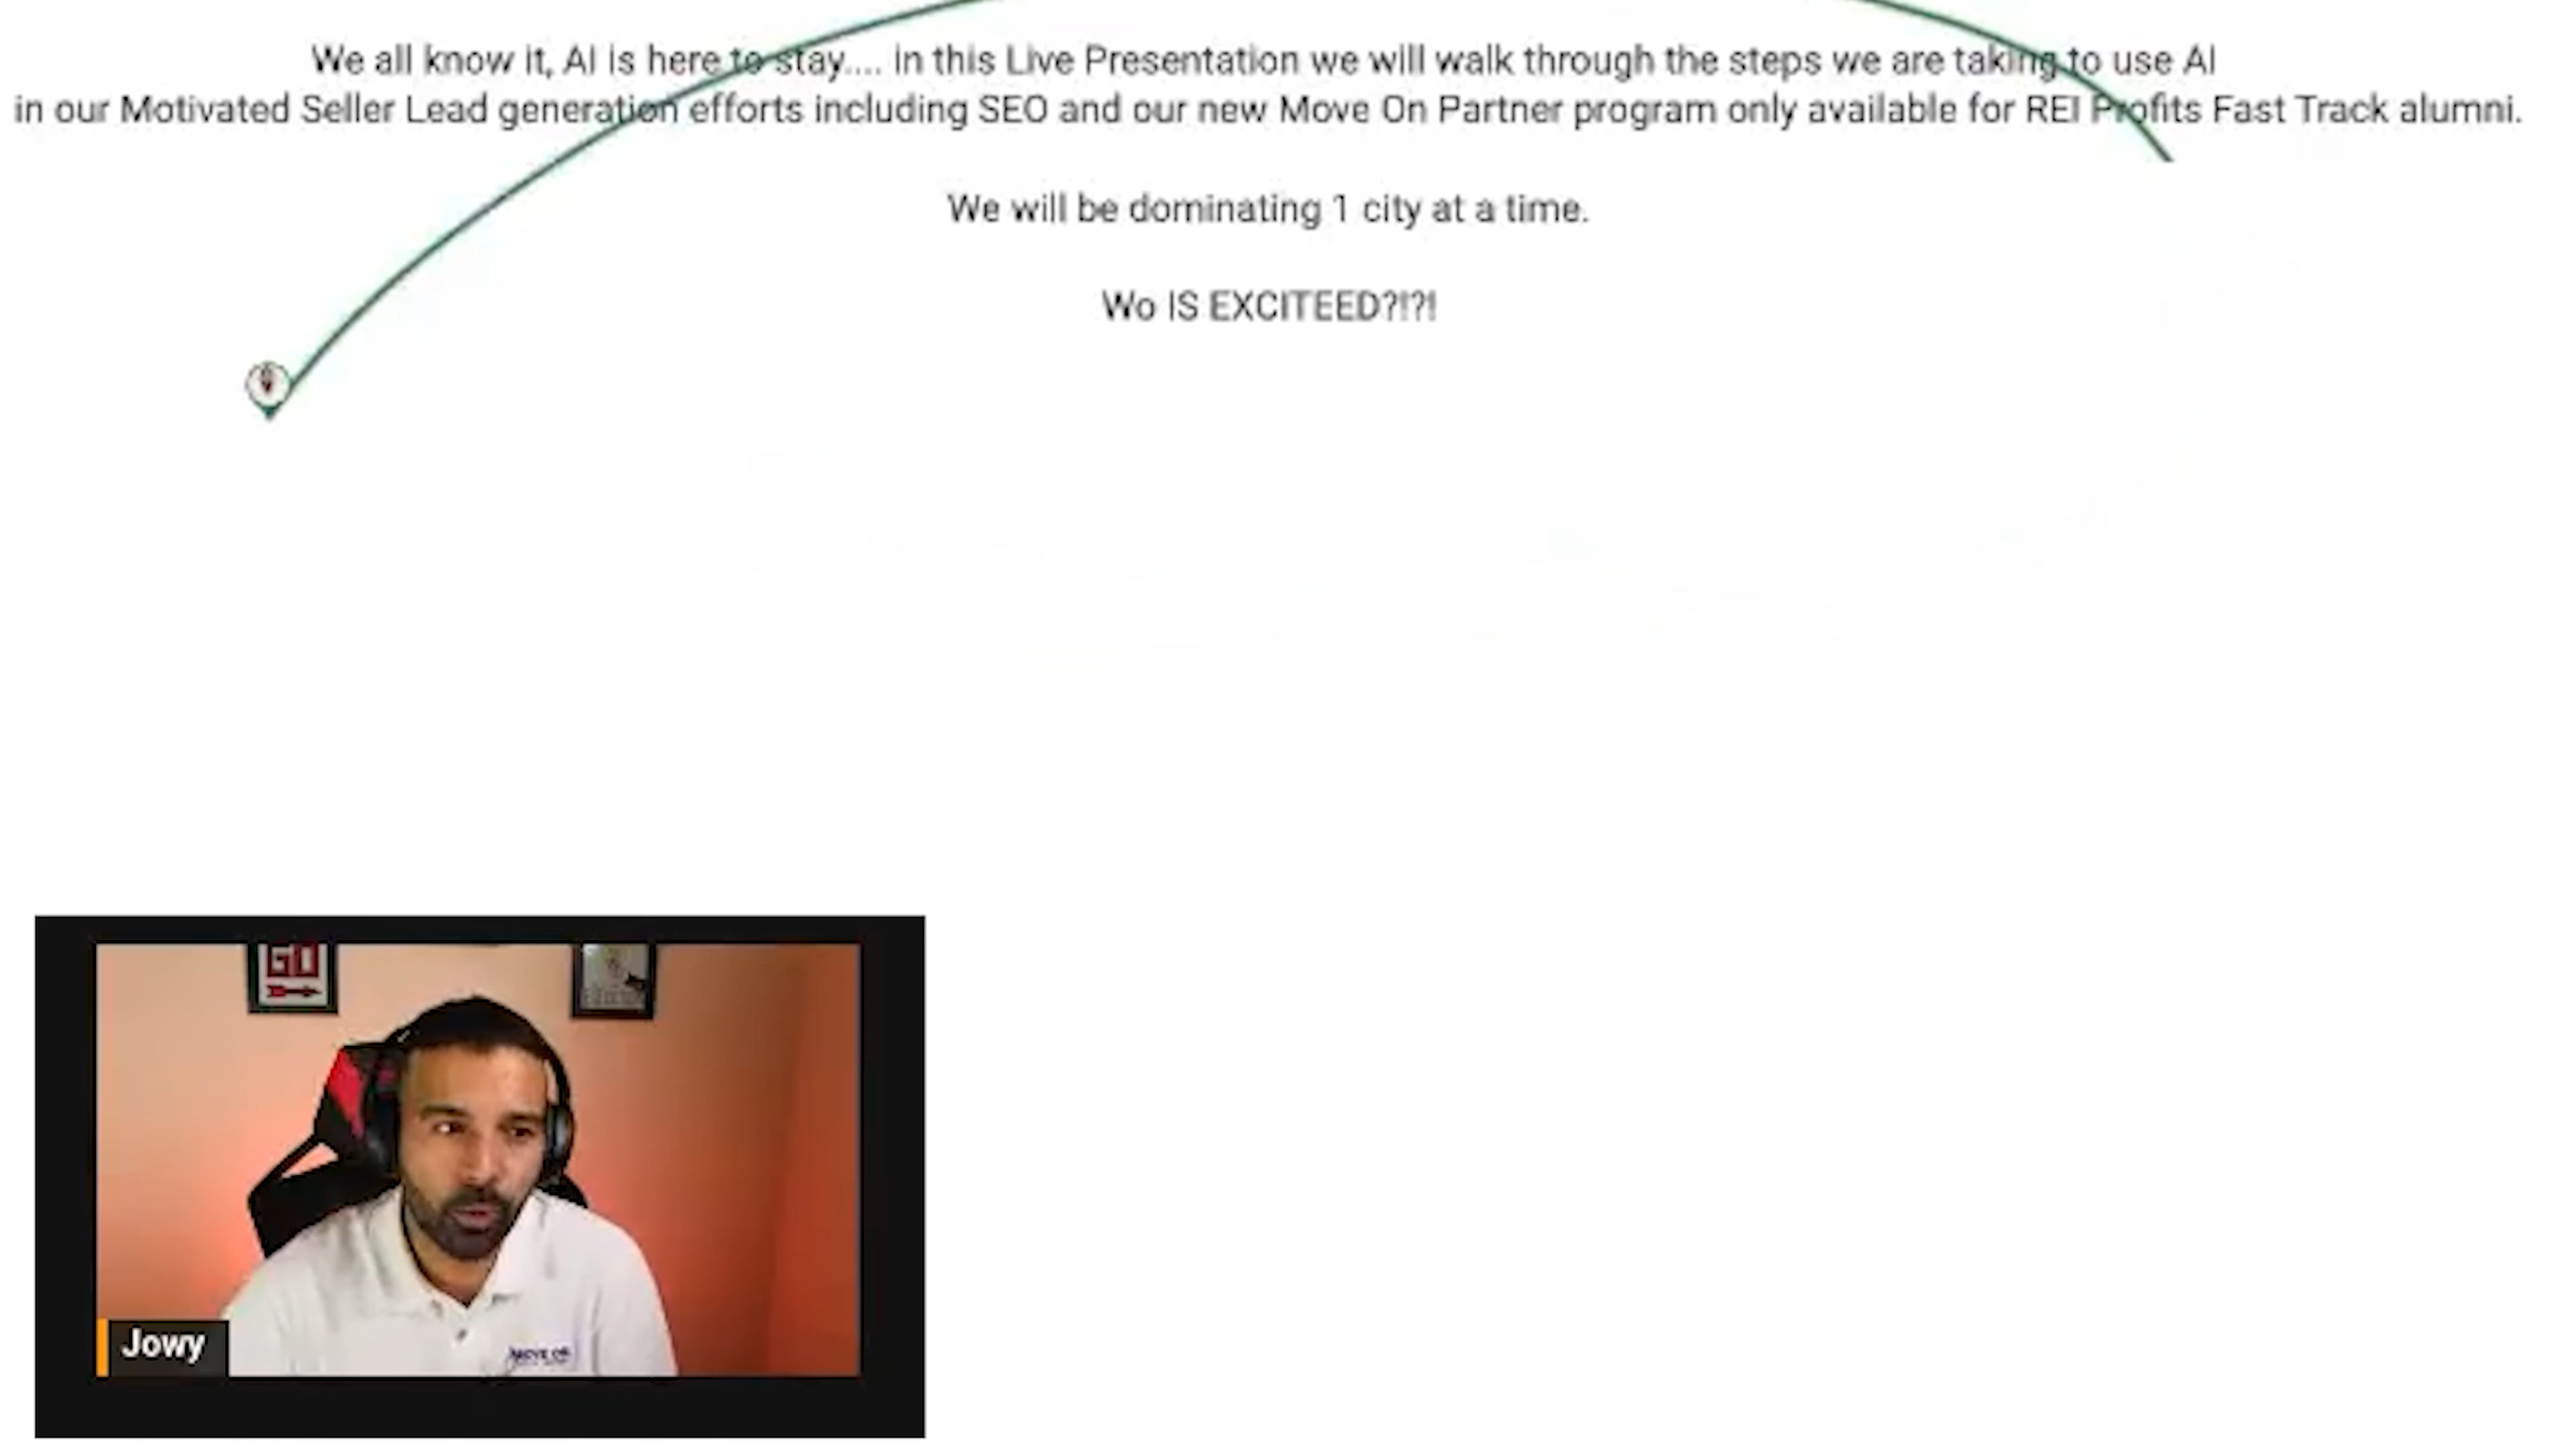 We all know it, AI is here to stay.... in this Live Presentation we will walk through the steps we are taking to use AI
in our Motivated Seller Lead generation efforts including SEO and our new Move On Partner program only available for REI Profits Fast Track alumni.
We will be dominating 1 city at a time.
Wo IS EXCITEED?!?!
GO
Jowy
MOVE ON